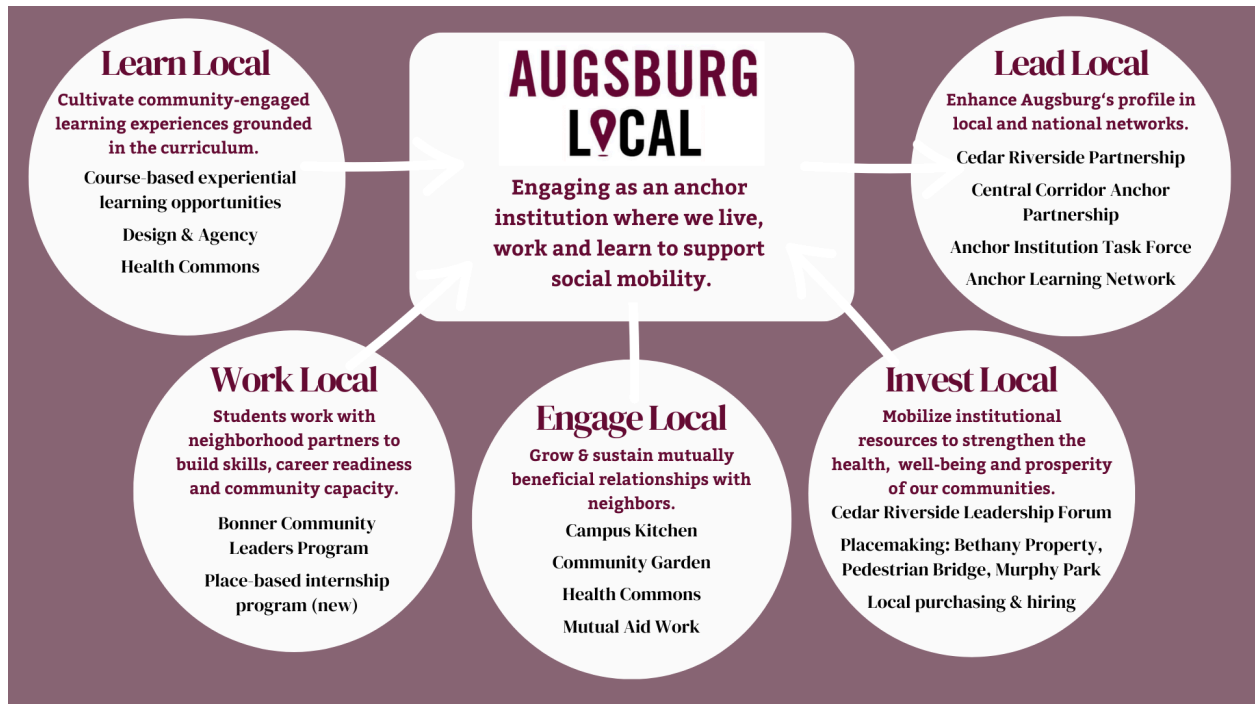 Learn Local
Cultivate community-engaged
learning experiences grounded
in the curriculum.
Course-based experiential
learning opportunities
Design & Agency
Health Commons
AUGSBURG
LOCAL
Engaging as an anchor
institution where we live,
work and learn to support
social mobility.
Lead Local
Enhance Augsburg‘s profile in
local and national networks.
Cedar Riverside Partnership
Central Corridor Anchor
Partnership
Anchor Institution Task Force
Anchor Learning Network
Work Local
Students work with
neighborhood partners to
build skills, career readiness
and community capacity.
Bonner Community
Leaders Program
Place-based internship
program (new)
Engage Local
Grow & sustain mutually
beneficial relationships with
neighbors.
Campus Kitchen
Community Garden
Health Commons
Mutual Aid Work
Invest Local
Mobilize institutional
resources to strengthen the
health, well-being and prosperity
of our communities.
Cedar Riverside Leadership Forum
Placemaking: Bethany Property,
Pedestrian Bridge, Murphy Park
Local purchasing & hiring